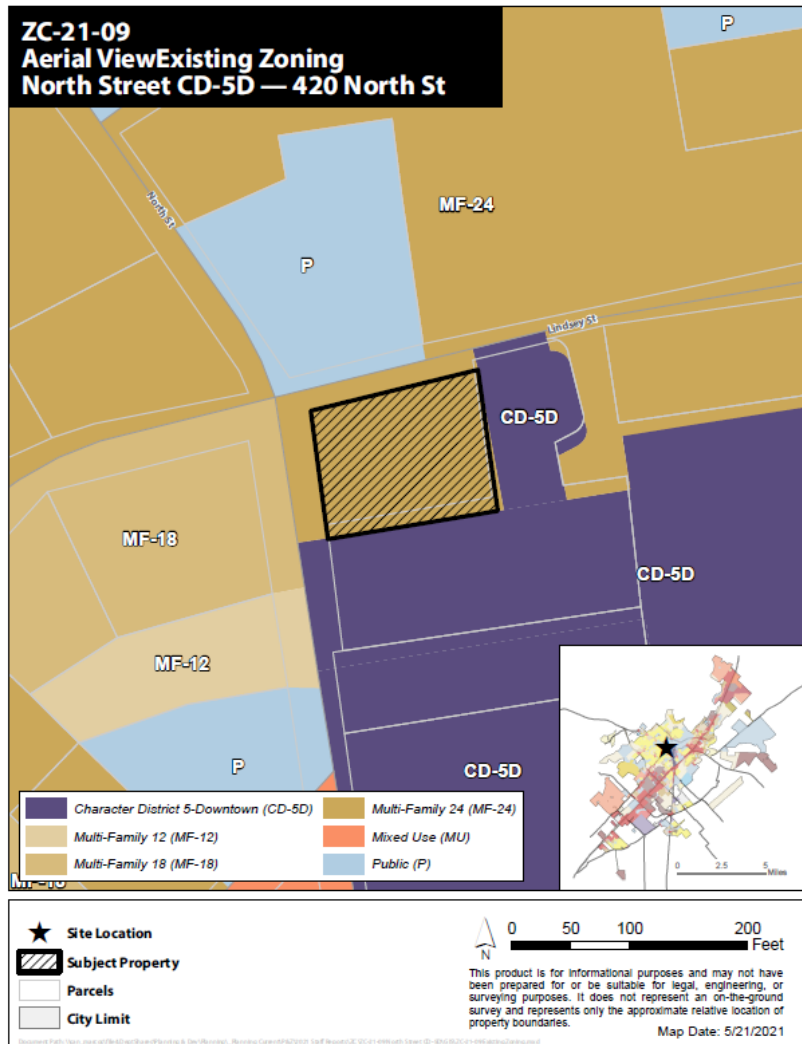 ZC-21-09
Aerial ViewExisting Zoning
North Street CD-5D — 420 North St
P
MF-24
North St
P
Lindsey St
CD-5D
MF-18
CD-5D
MF-12
P
CD-5D
Character District 5-Downtown (CD-5D)
Multi-Family 24 (MF-24)
Multi-Family 12 (MF-12)
Mixed Use (MU)
Multi-Family 18 (MF-18)
Public (P)
0 2.5 5
Miles
Site Location
Subject Property
Parcels
City Limit
N
0 50 100 200
Feet
This product is for informational purposes and may not have
been prepared for or be suitable for legal, engineering, or
surveying purposes. It does not represent an on-the-ground
survey and represents only the approximate relative location of
property boundaries.
Map Date: 5/21/2021